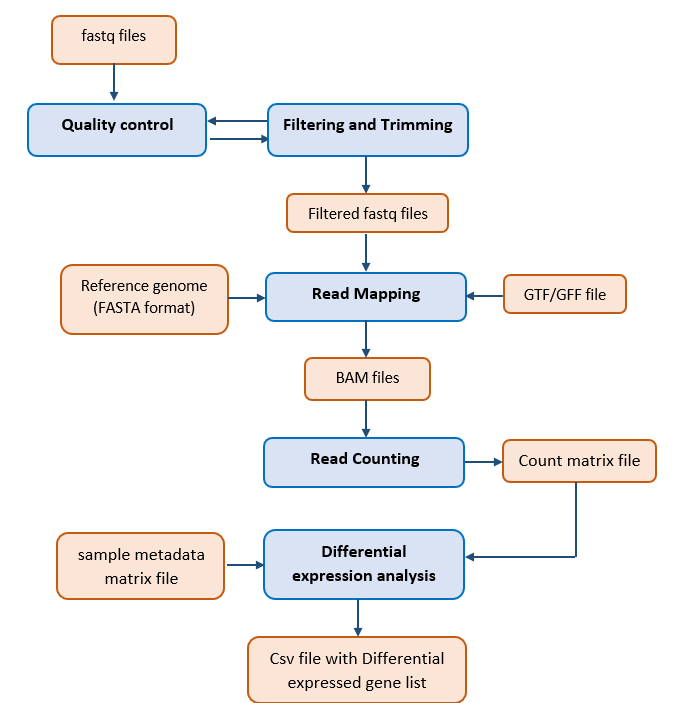 fastq files
Quality control
Filtering and Trimming
Filtered fastq files
Reference genome
(FASTA format)
Read Mapping
GTF/GFF file
BAM files
Read Counting
Count matrix file
sample metadata
matrix file
Differential
expression analysis
Csv file with Differential
expressed gene list